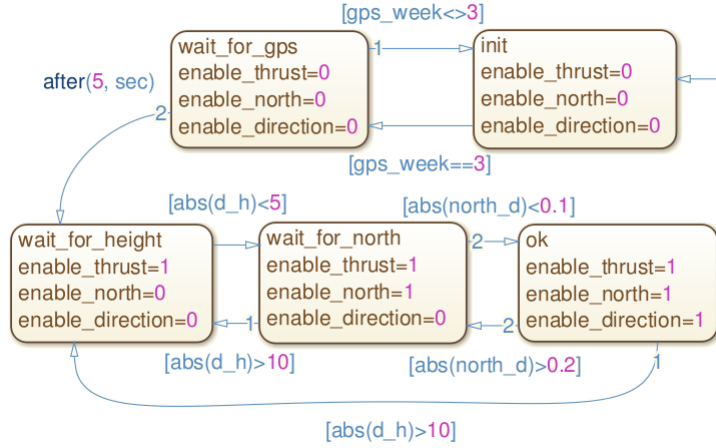 [gps_week<>3]
wait_for_gps
enable_thrust=0
enable_north=0
enable_direction=0
1
init
enable_thrust=0
enable_north=0
enable_direction=0
after(5, sec)
2
[gps_week==3]
[abs(d_h)<5]
[abs(north_d)<0.1]
wait_for_height
enable_thrust=1
enable_north=0
enable_direction=0
wait_for_north
enable_thrust=1
enable_north=1
enable_direction=0
2
1
ok
enable_thrust=1
enable_north=1
enable_direction=1
2
1
[abs(d_h)>10]
[abs(north_d)>0.2]
[abs(d_h)>10]